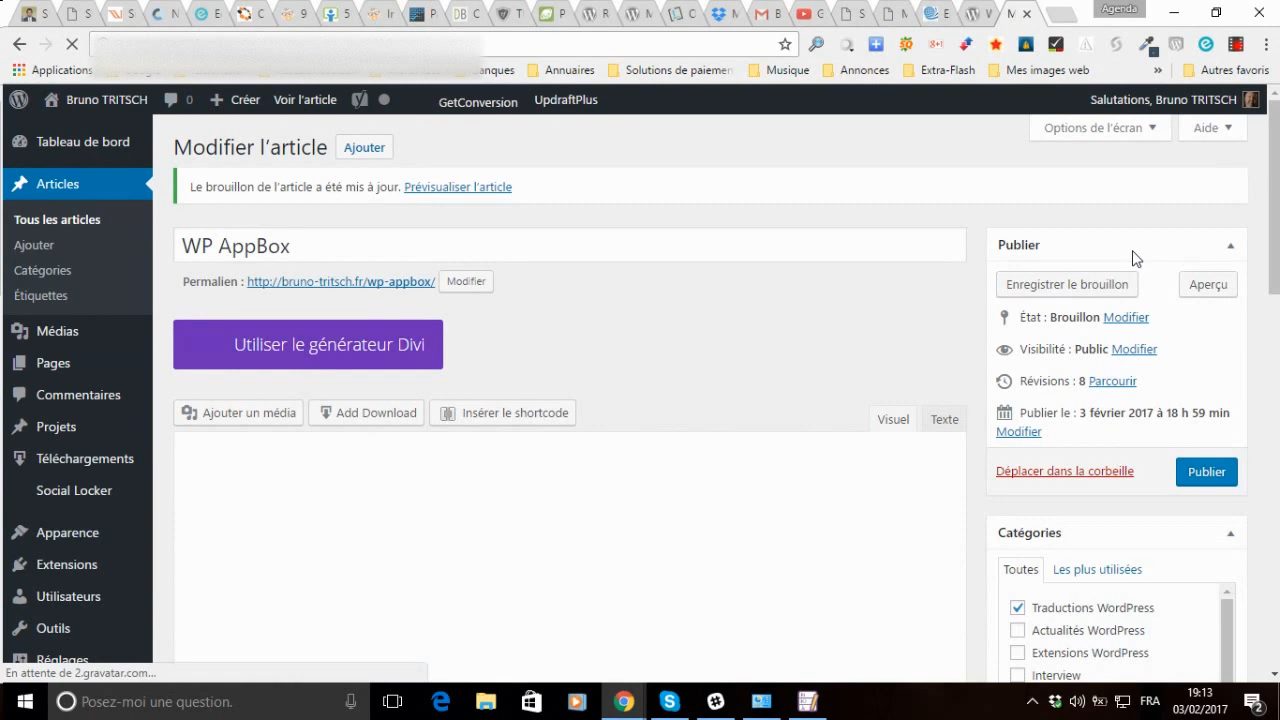 S
S
N
E
C
9
5
Ir
P
DB
T
P
R
M
C
M
B
G
S
M
E
V
M
Agenda
Applications
anques
Annuaires
Solutions de paiemen
Musique
Annonces
Extra-Flash
Mes images web
»
Autres favoris
Bruno TRITSCH
0
Créer
Voir l'article
GetConversion
UpdraftPlus
Salutations, Bruno TRITSCH
Tableau de bord
Articles
Tous les articles
Ajouter
Catégories
Étiquettes
Médias
Pages
Commentaires
Projets
Téléchargements
Social Locker
Apparence
Extensions
Utilisateurs
Outils
Réglages
Options de l'écran
Aide
Modifier l'article
Ajouter
Le brouillon de l'article a été mis à jour. Prévisualiser l'article
WP AppBox
Permalien : http://bruno-tritsch.fr/wp-appbox/ Modifier
Utiliser le générateur Divi
Ajouter un média
Add Download
Insérer le shortcode
Visuel
Texte
Publier
Enregistrer le brouillon
Aperçu
État : Brouillon Modifier
Visibilité : Public Modifier
Révisions : 8 Parcourir
Publier le : 3 février 2017 à 18 h 59 min
Modifier
Déplacer dans la corbeille
Publier
Catégories
Toutes
Les plus utilisées
Traductions WordPress
Actualités WordPress
Extensions WordPress
Interview
En attente de 2.gravatar.com...
Posez-moi une question.
FRA
19:13
03/02/2017
2